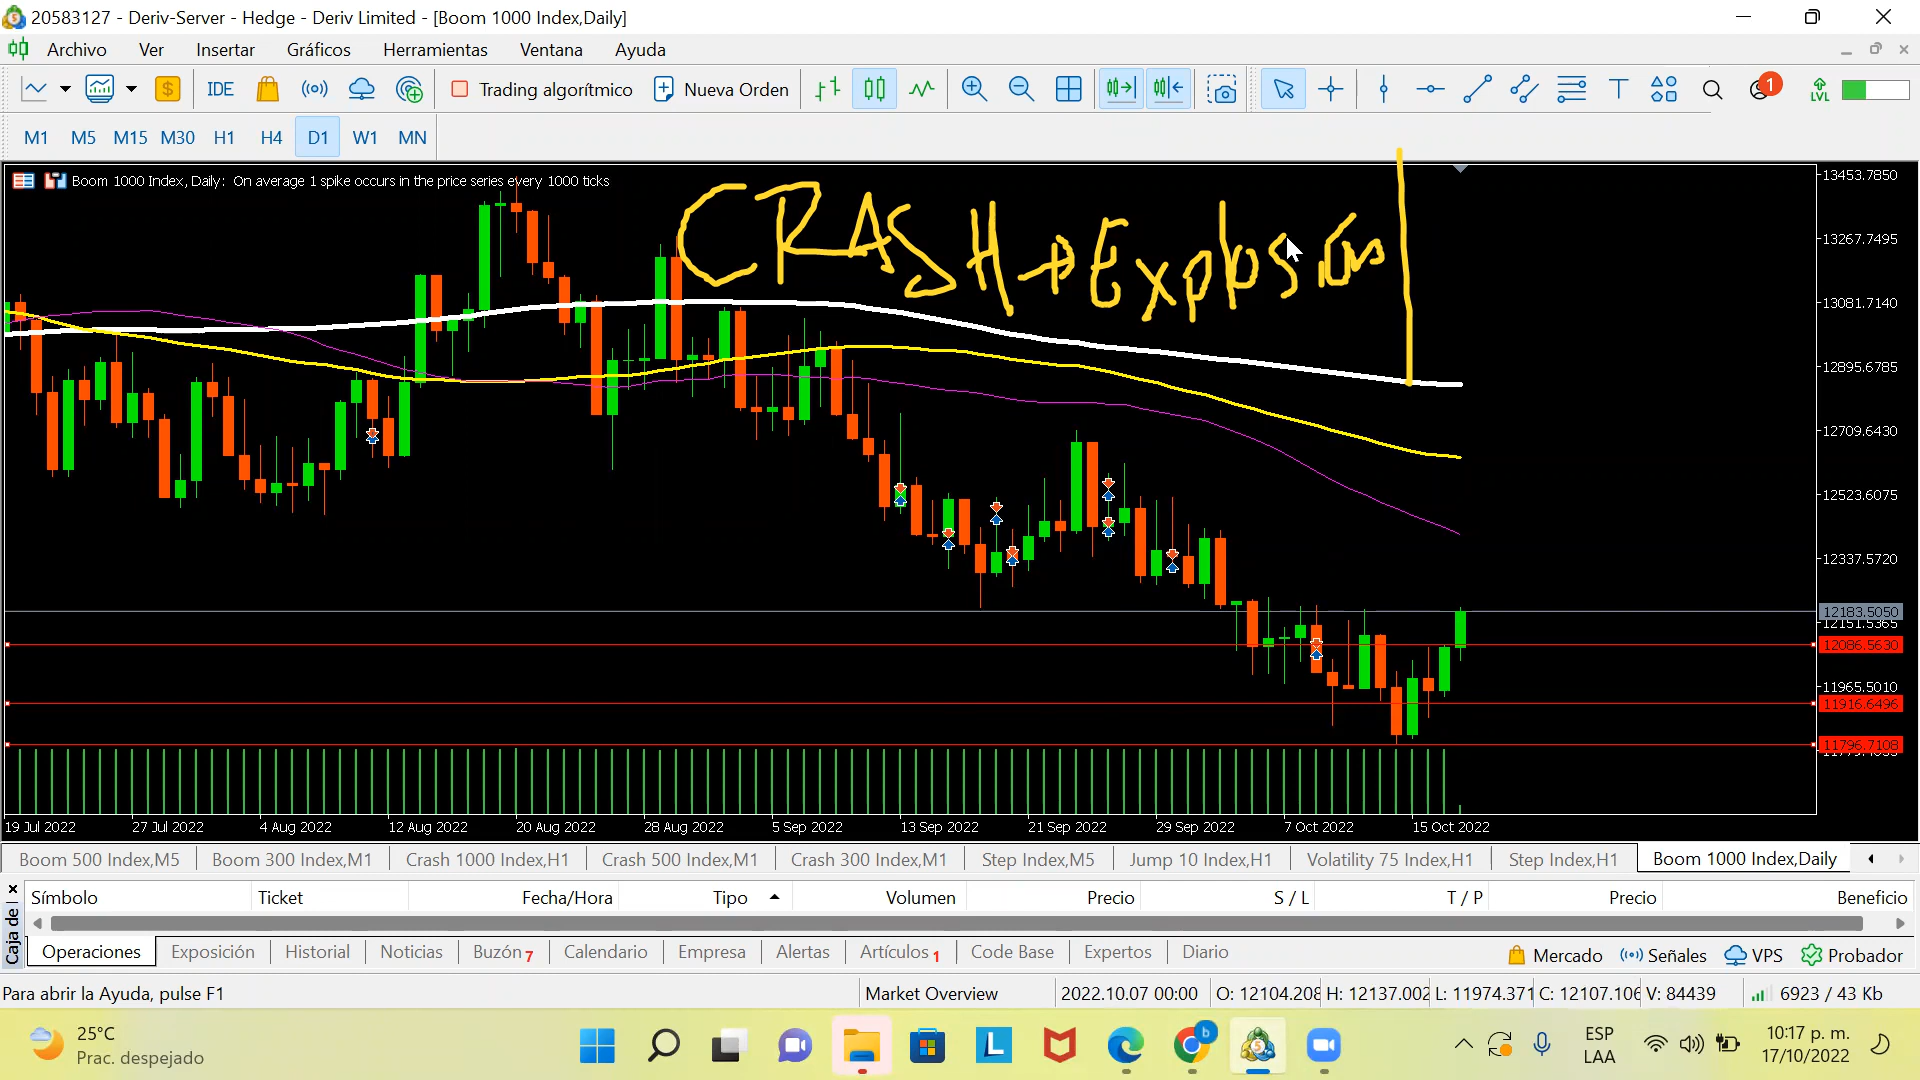 20583127 - Deriv-Server - Hedge - Deriv Limited - [Boom 1000 Index,Daily]
Archivo Ver Insertar Gráficos Herramientas Ventana Ayuda
IDE Trading algorítmico Nueva Orden 1 LVL
M1 M5 M15 M30 H1 H4 D1 W1 MN
Boom 1000 Index, Daily: On average 1 spike occurs in the price series every 1000 ticks
CRASH → Explosión
13453.7850
13267.7495
13081.7140
12895.6785
12709.6430
12523.6075
12337.5720
12183.5050
12151.5365
12086.5630
11965.5010
11916.6496
11796.7108
19 Jul 2022 27 Jul 2022 4 Aug 2022 12 Aug 2022 20 Aug 2022 28 Aug 2022 5 Sep 2022 13 Sep 2022 21 Sep 2022 29 Sep 2022 7 Oct 2022 15 Oct 2022
Boom 500 Index,M5 Boom 300 Index,M1 Crash 1000 Index,H1 Crash 500 Index,M1 Crash 300 Index,M1 Step Index,M5 Jump 10 Index,H1 Volatility 75 Index,H1 Step Index,H1 Boom 1000 Index,Daily
Símbolo Ticket Fecha/Hora Tipo Volumen Precio S / L T / P Precio Beneficio
Caja de
Operaciones Exposición Historial Noticias Buzón 7 Calendario Empresa Alertas Artículos 1 Code Base Expertos Diario Mercado Señales VPS Probador
Para abrir la Ayuda, pulse F1 Market Overview 2022.10.07 00:00 O: 12104.208 H: 12137.002 L: 11974.371 C: 12107.106 V: 84439 6923 / 43 Kb
25°C
Prac. despejado
L b S
ESP
LAA
10:17 p. m.
17/10/2022